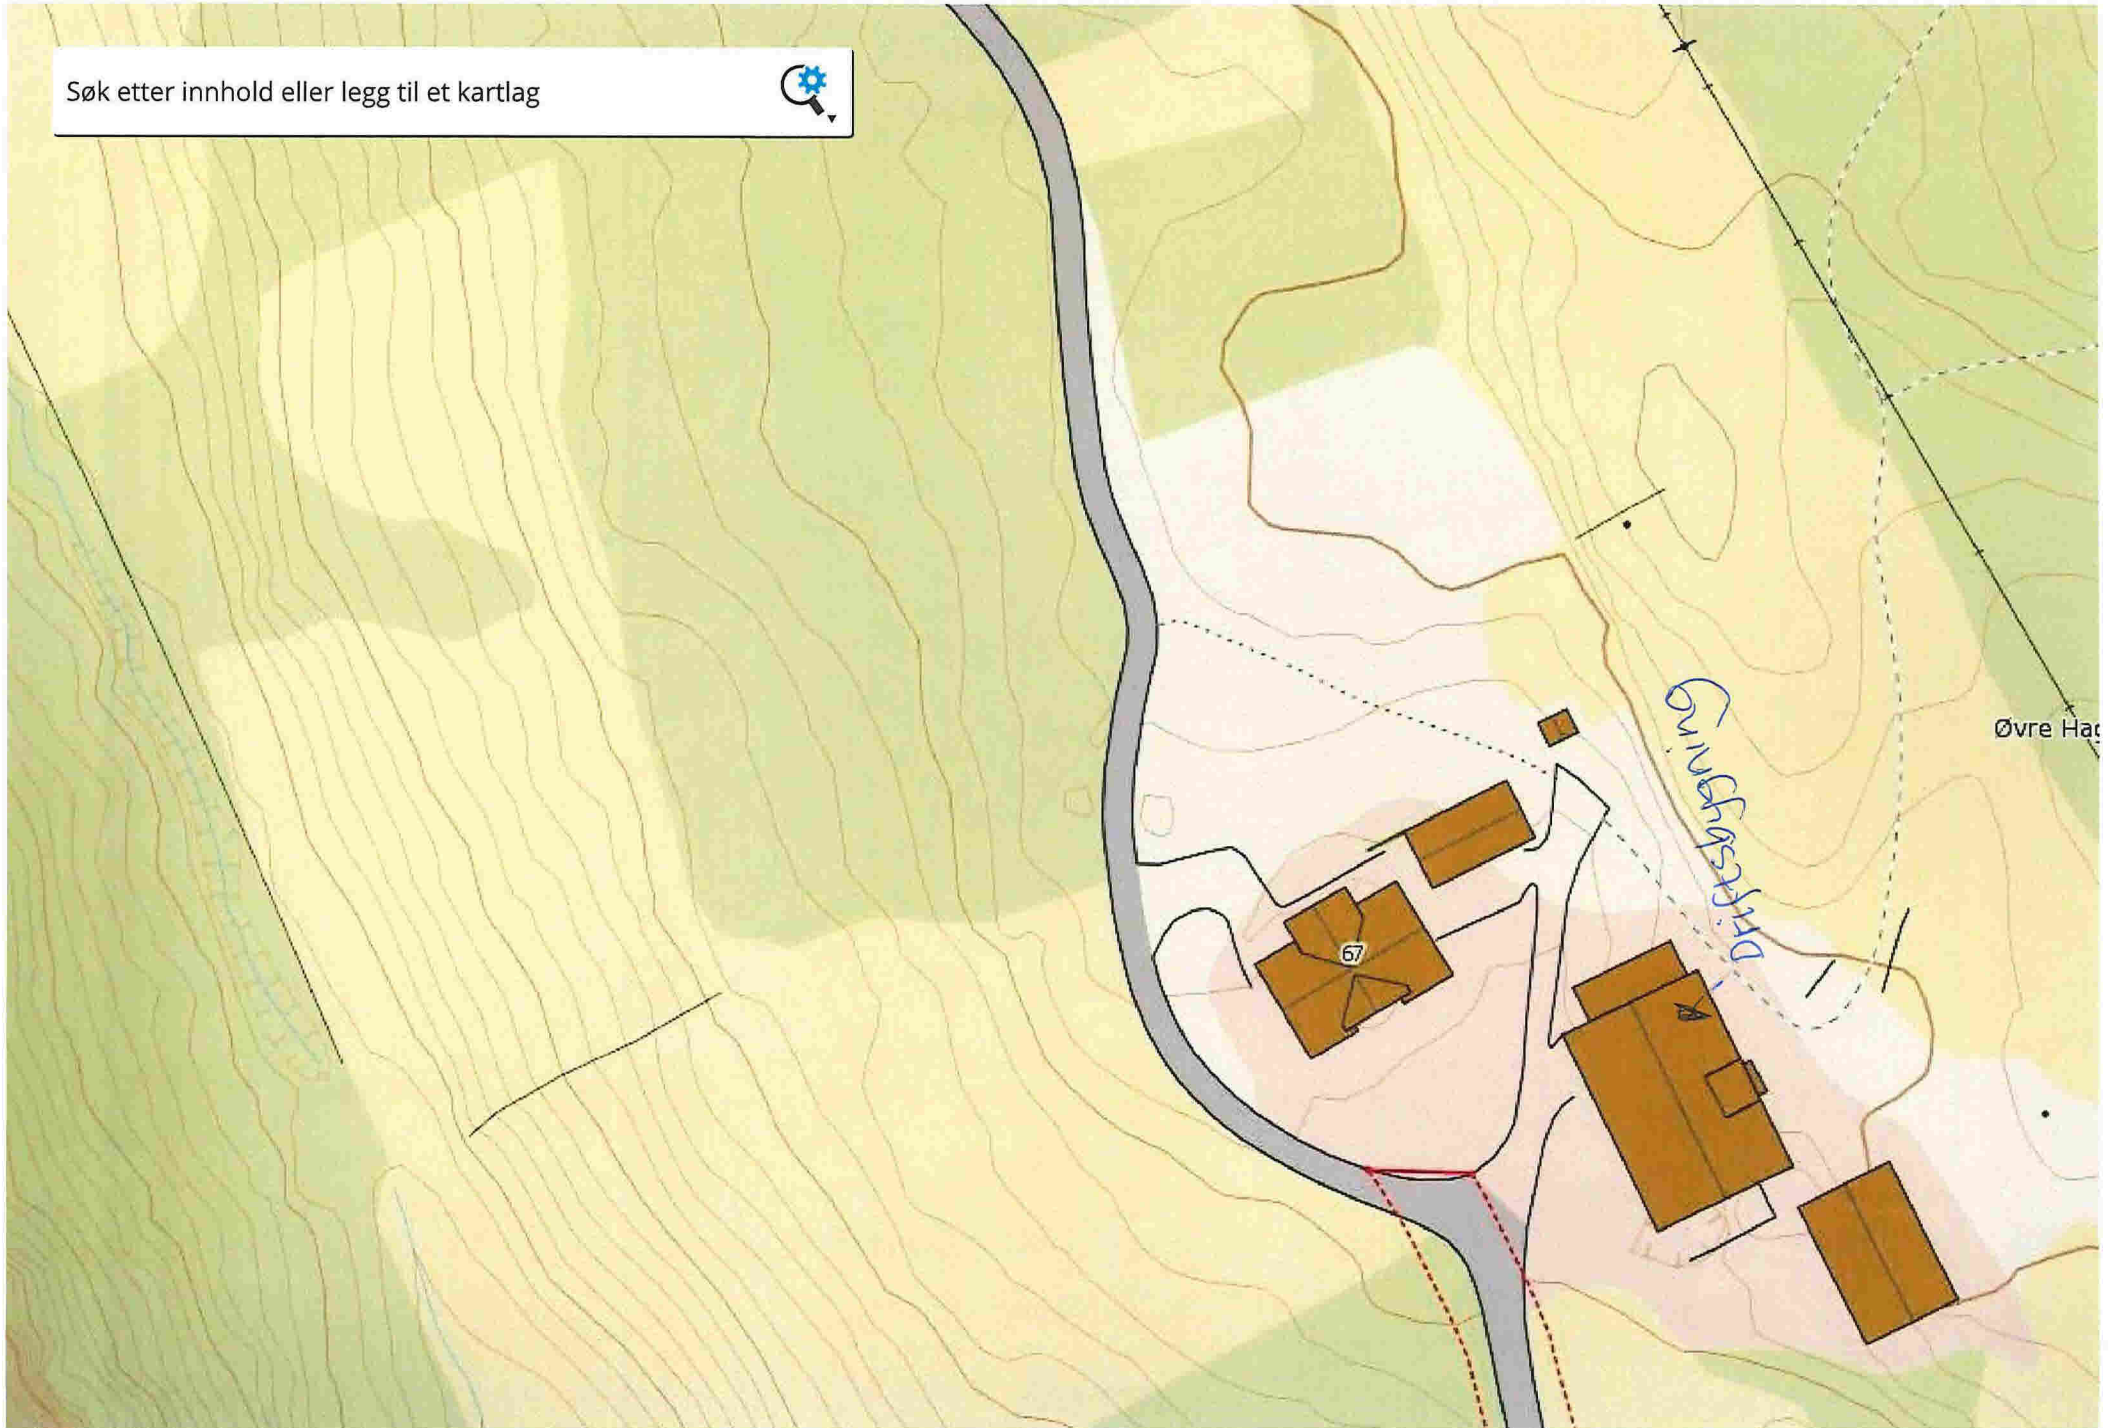 Søk etter innhold eller legg til et kartlag
Øvre Hag
Driftsbygning
67